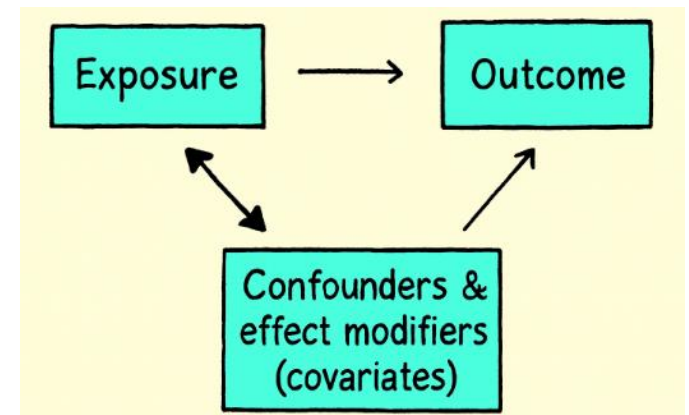 Exposure
Outcome
Confounders &
effect modifiers
(covariates)